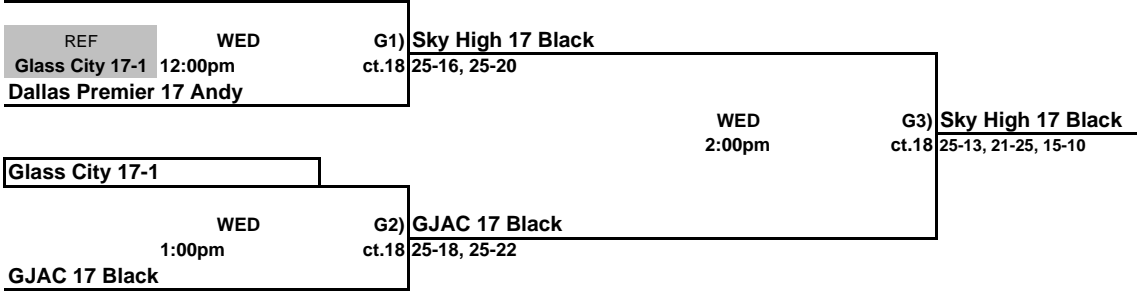 REF WED G1) Sky High 17 Black
Glass City 17-1 12:00pm ct.18 25-16, 25-20
Dallas Premier 17 Andy
WED G3) Sky High 17 Black
2:00pm ct.18 25-13, 21-25, 15-10
Glass City 17-1
WED G2) GJAC 17 Black
1:00pm ct.18 25-18, 25-22
GJAC 17 Black